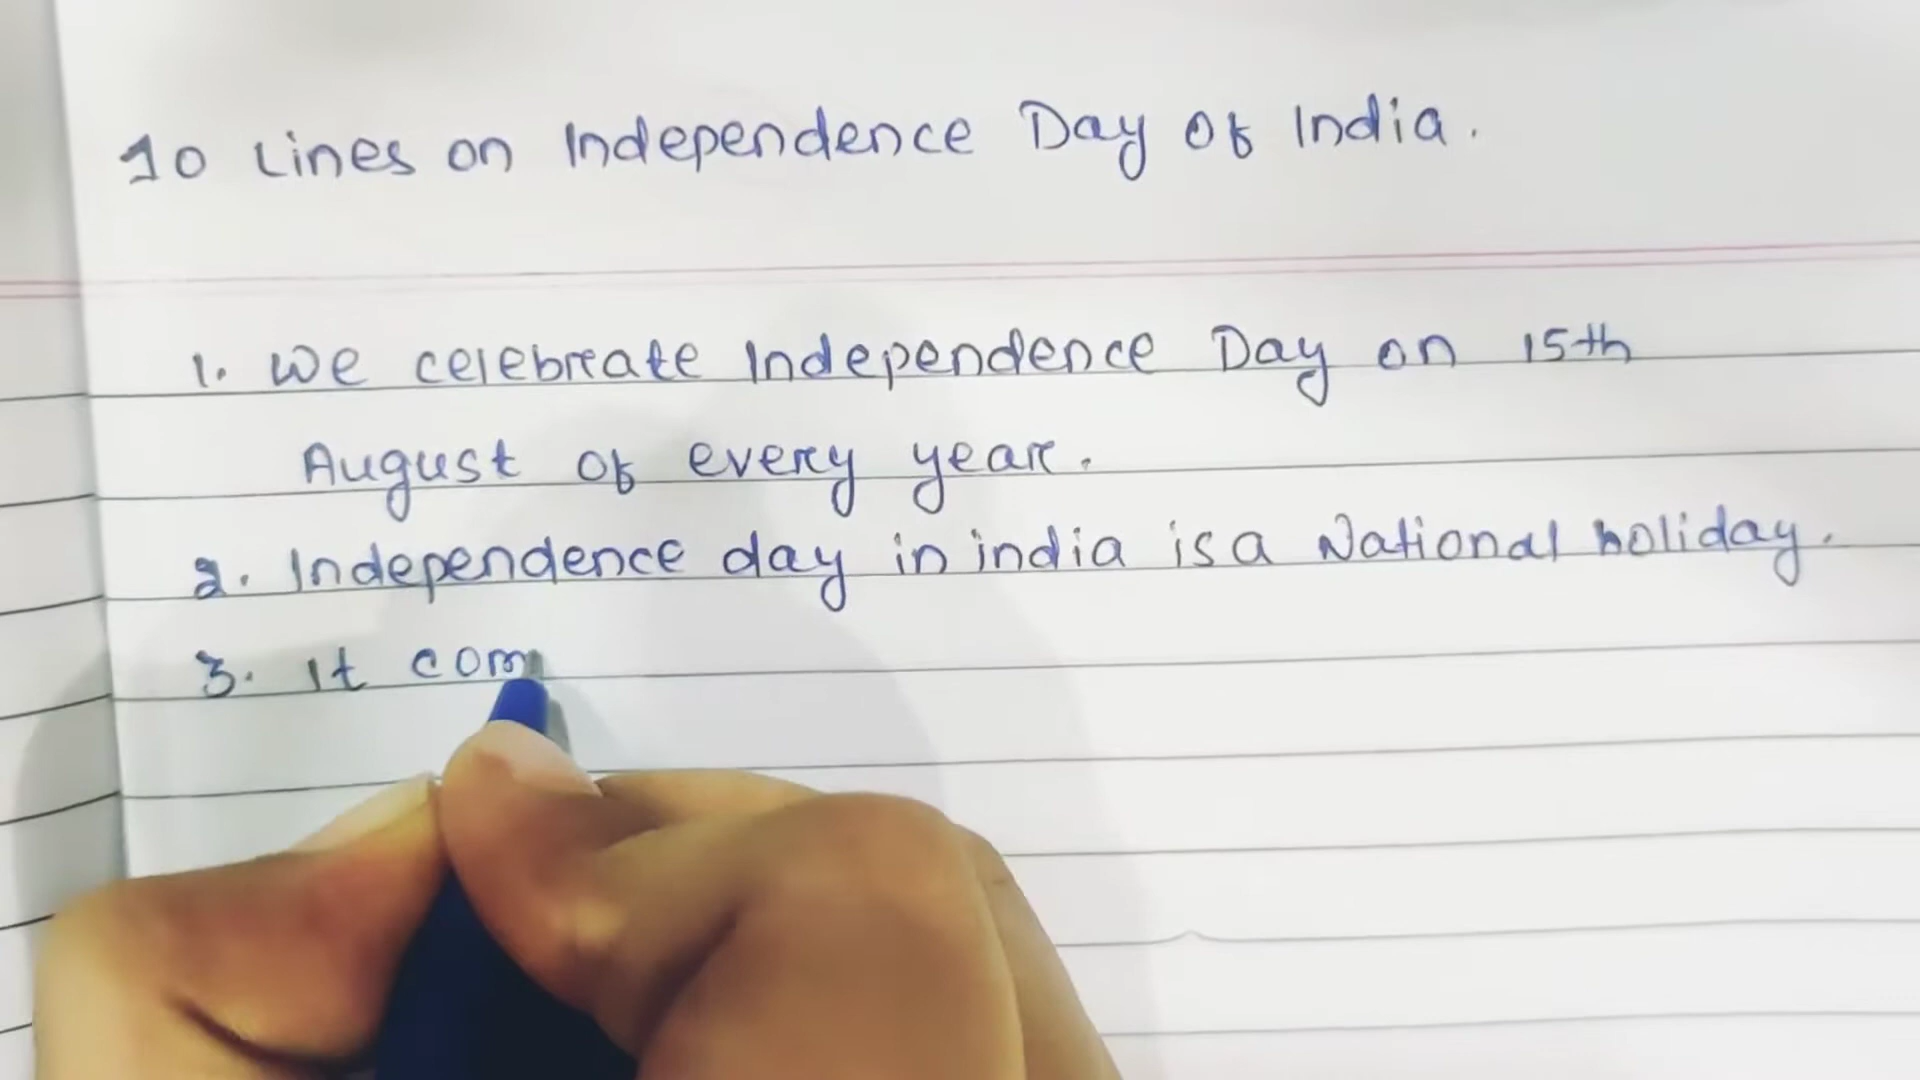 10 Lines on Independence Day of India.
1. We celebrate Independence Day on 15th
August of every year.
2. Independence day in india is a National holiday.
3. It com